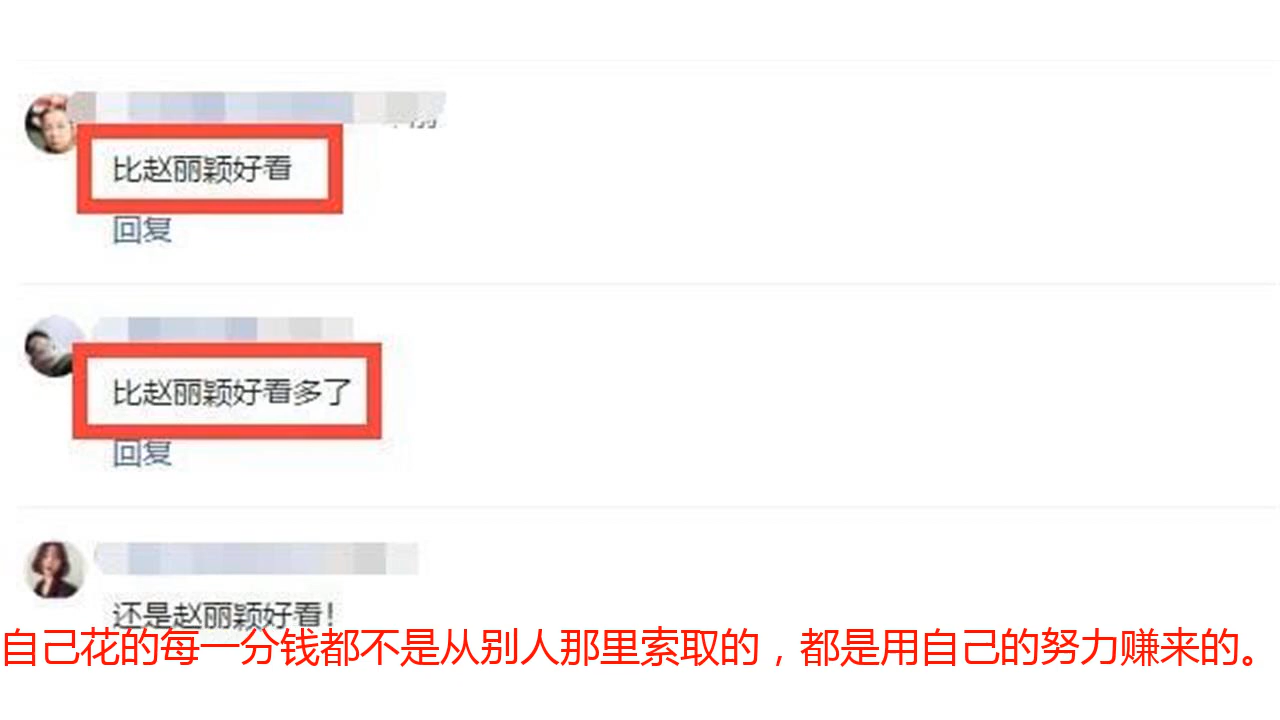 比赵丽颖好看
回复
比赵丽颖好看多了
回复
还是赵丽颖好看！
自己花的每一分钱都不是从别人那里索取的，都是用自己的努力赚来的。